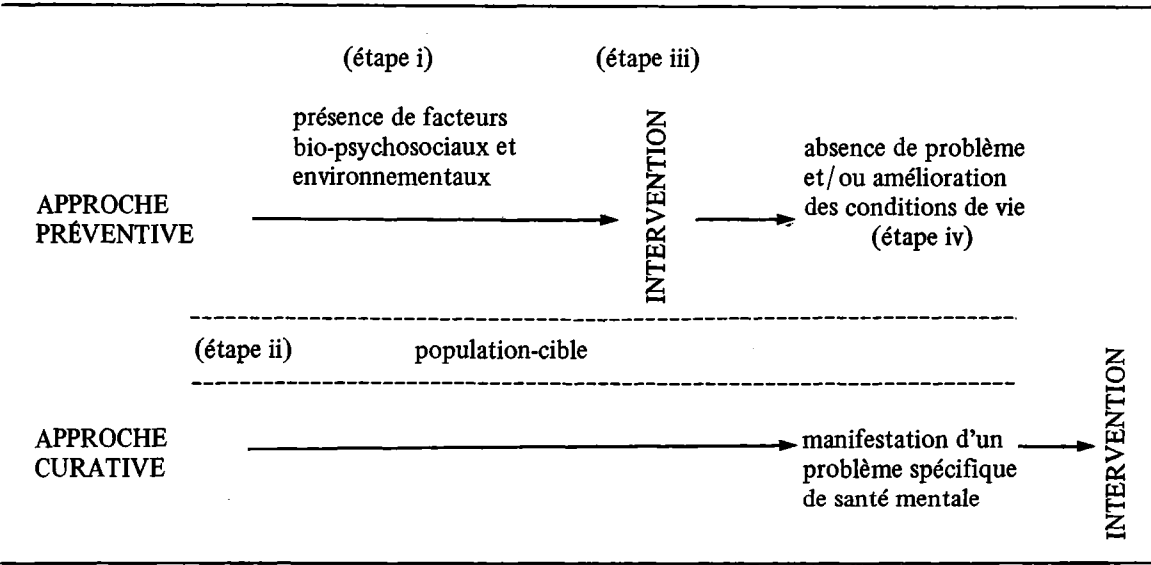 (étape i)
(étape iii)
présence de facteurs
bio-psychosociaux et
environnementaux
INTERVENTION
absence de problème
et/ou amélioration
des conditions de vie
(étape iv)
APPROCHE
PRÉVENTIVE
(étape ii)
population-cible
APPROCHE
CURATIVE
manifestation d'un
problème spécifique
de santé mentale
INTERVENTION